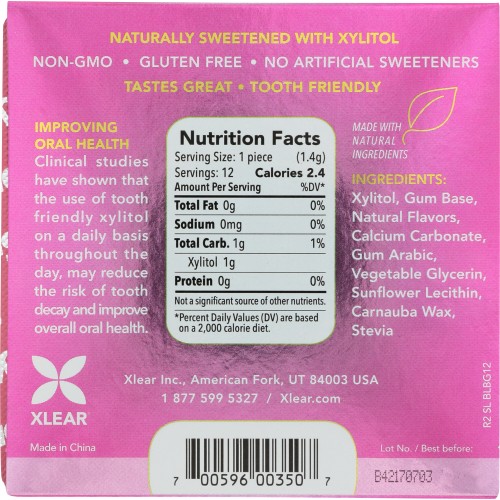 NATURALLY SWEETENED WITH XYLITOL
NON-GMO • GLUTEN FREE • NO ARTIFICIAL SWEETENERS
TASTES GREAT • TOOTH FRIENDLY
IMPROVING
ORAL HEALTH
Clinical studies
have shown that
the use of tooth
friendly xylitol
on a daily basis
throughout the
day, may reduce
the risk of tooth
decay and improve
overall oral health.
Nutrition Facts
Serving Size: 1 piece (1.4g)
Servings: 12 Calories 2.4
Amount Per Serving %DV*
Total Fat 0g 0%
Sodium 0mg 0%
Total Carb. 1g 1%
Xylitol 1g
Protein 0g 0%
Not a significant source of other nutrients.
*Percent Daily Values (DV) are based
on a 2,000 calorie diet.
MADE WITH
NATURAL
INGREDIENTS
INGREDIENTS:
Xylitol, Gum Base,
Natural Flavors,
Calcium Carbonate,
Gum Arabic,
Vegetable Glycerin,
Sunflower Lecithin,
Carnauba Wax,
Stevia
XLEAR
Made in China
Xlear Inc., American Fork, UT 84003 USA
1 877 599 5327 / Xlear.com
7 00596 00350 7
R2 SL BLBG12
Lot No. / Best before:
B42170703